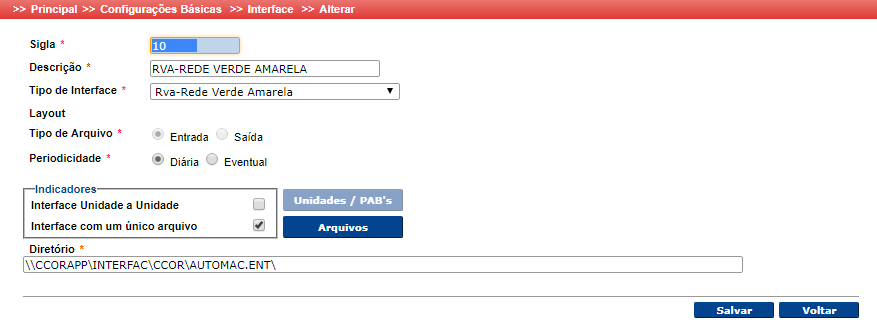 >> Principal >> Configurações Básicas >> Interface >> Alterar
Sigla * 10
Descrição * RVA-REDE VERDE AMARELA
Tipo de Interface * Rva-Rede Verde Amarela
Layout
Tipo de Arquivo * Entrada Saída
Periodicidade * Diária Eventual
Indicadores
Interface Unidade a Unidade Unidades / PAB's
Interface com um único arquivo Arquivos
Diretório *
\\CCORAPP\INTERFAC\CCOR\AUTOMAC.ENT\
Salvar Voltar